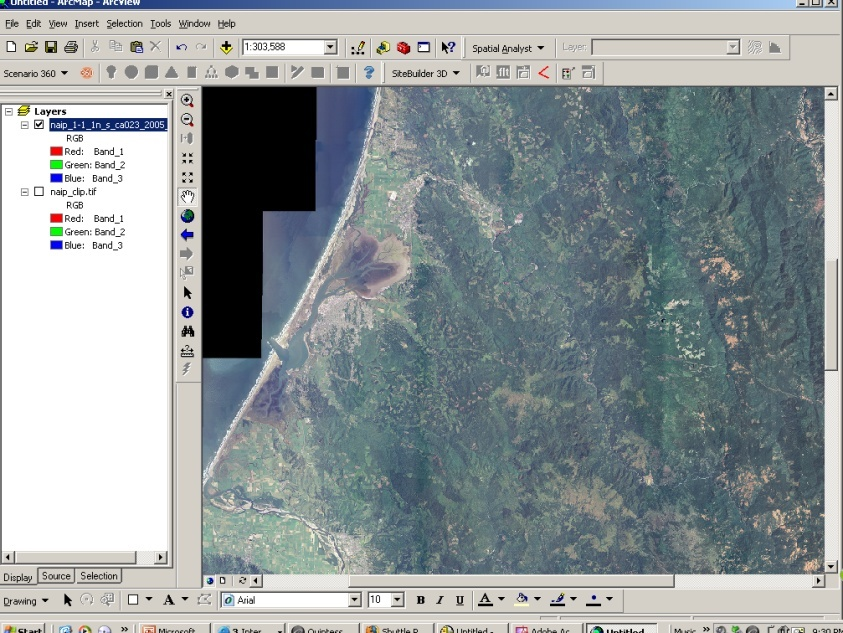 Untitled - ArcMap - ArcView
File Edit View Insert Selection Tools Window Help
1:303,588 Spatial Analyst Layer:
Scenario 360 SiteBuilder 3D
Layers
naip_1-1_1n_s_ca023_2005_
RGB
Red: Band_1
Green: Band_2
Blue: Band_3
naip_clip.tif
RGB
Red: Band_1
Green: Band_2
Blue: Band_3
Display Source Selection
Drawing A Arial 10 B I U A
Start Microsoft 3 Inter Quintess Shuttle R Untitled - Adobe Ac Untitled Music 9:30 PM